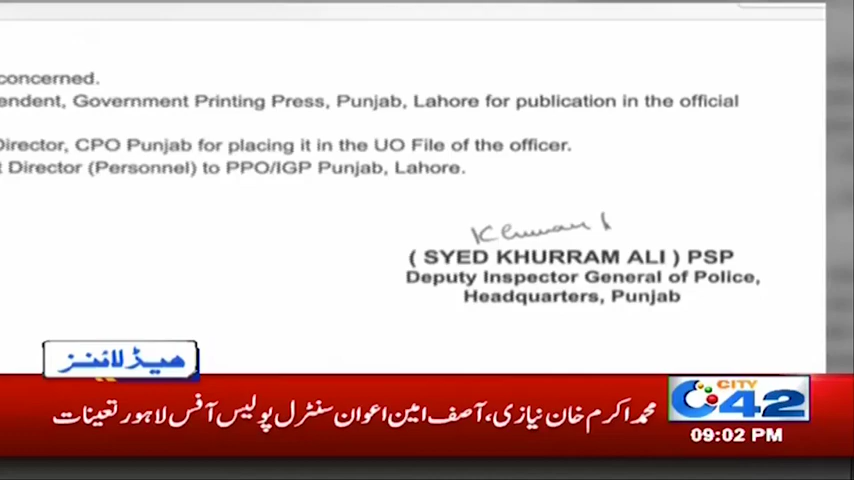 concerned.
endent, Government Printing Press, Punjab, Lahore for publication in the official
Director, CPO Punjab for placing it in the UO File of the officer.
t Director (Personnel) to PPO/IGP Punjab, Lahore.
Khurram
( SYED KHURRAM ALI ) PSP
Deputy Inspector General of Police,
Headquarters, Punjab
ھیڈلائنز
محمد اکرم خان نیازی، آصف امین اعوان سنٹرل پولیس آفس لاہور تعینات
CITY
42
09:02 PM